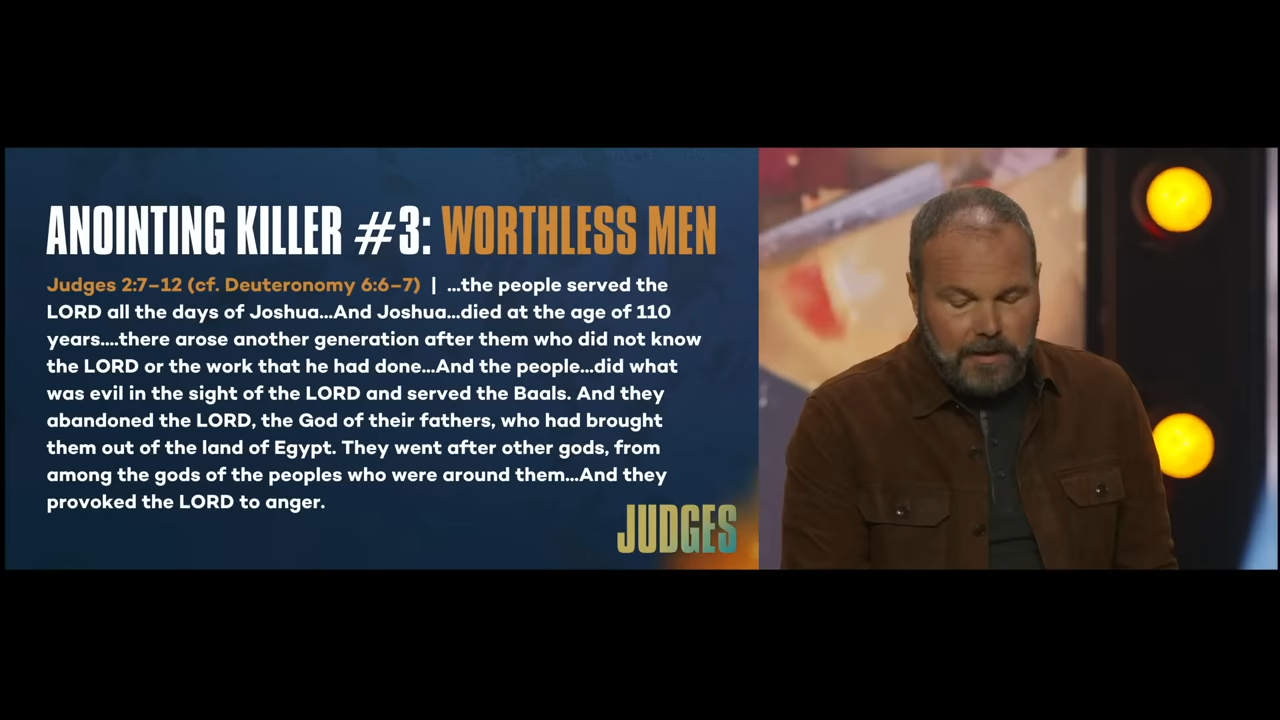 ANOINTING KILLER #3: WORTHLESS MEN
Judges 2:7–12 (cf. Deuteronomy 6:6–7) | ...the people served the
LORD all the days of Joshua...And Joshua...died at the age of 110
years....there arose another generation after them who did not know
the LORD or the work that he had done...And the people...did what
was evil in the sight of the LORD and served the Baals. And they
abandoned the LORD, the God of their fathers, who had brought
them out of the land of Egypt. They went after other gods, from
among the gods of the peoples who were around them...And they
provoked the LORD to anger.
JUDGES